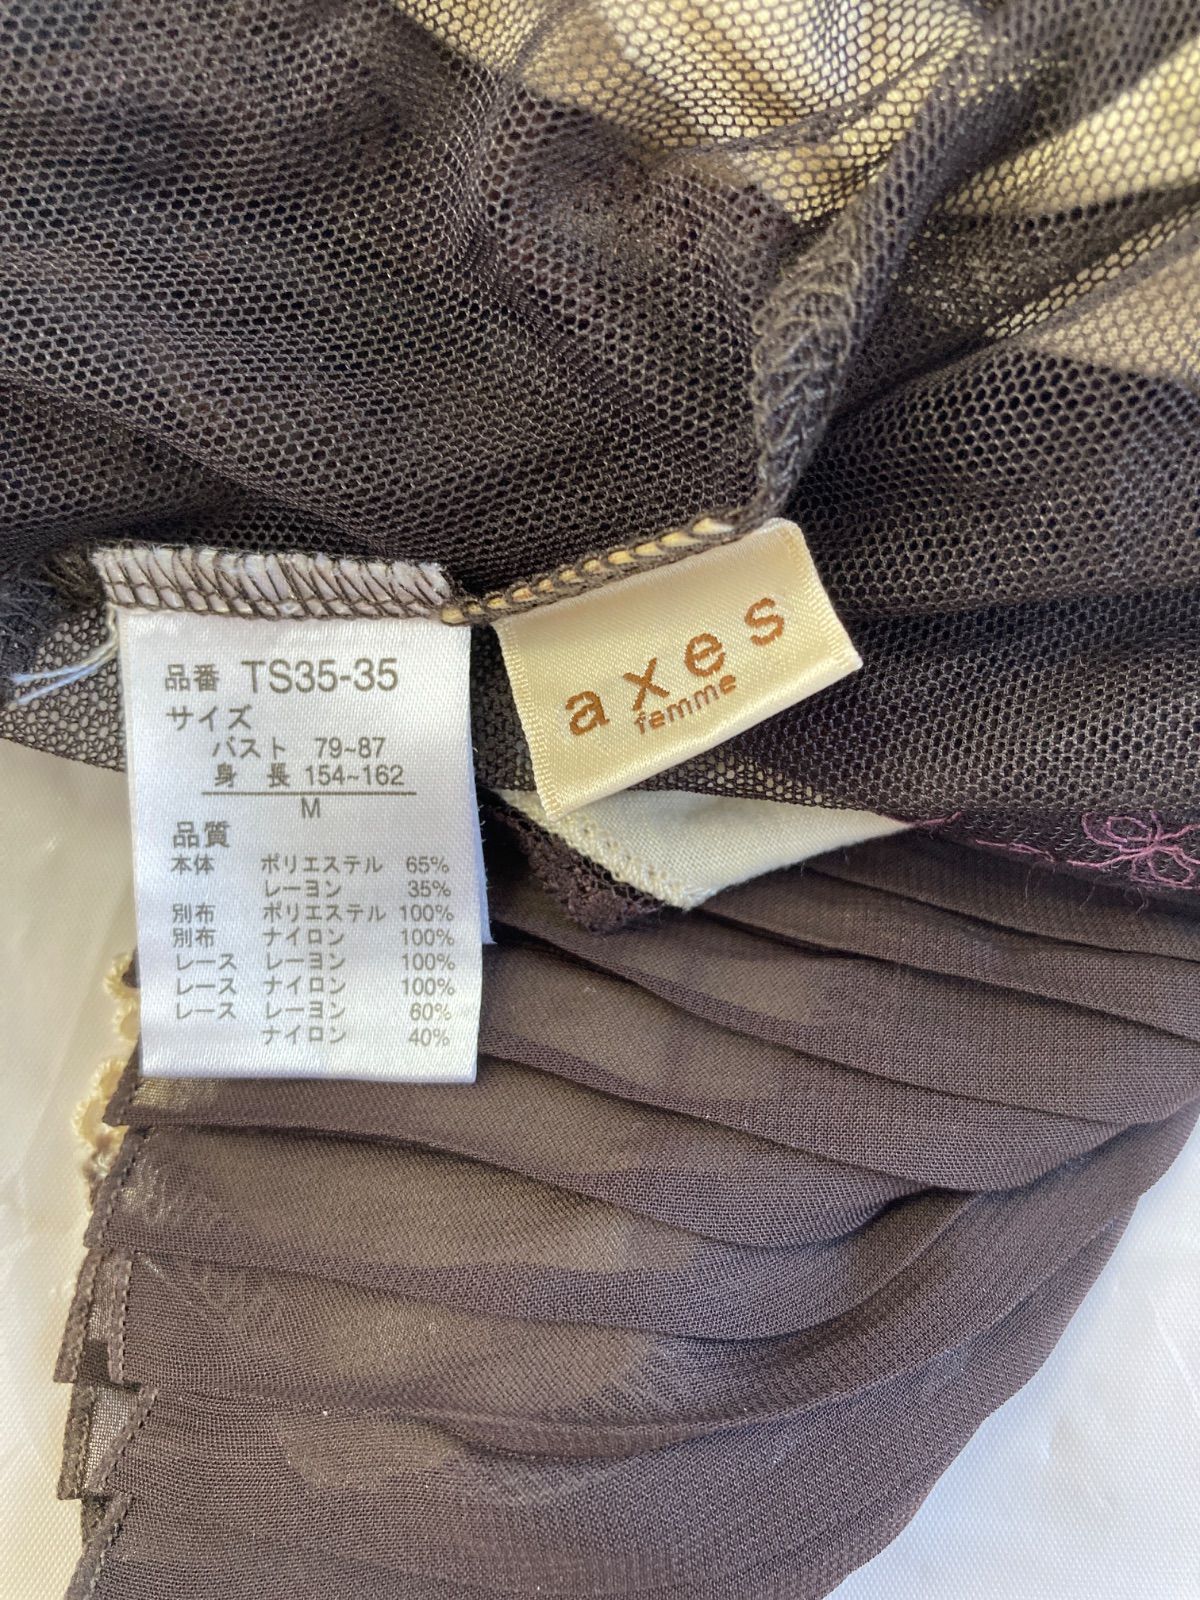 品番 TS35-35
サイズ
バスト 79~87
身 長 154~162
M
品質
本体 ポリエステル 65%
レーヨン 35%
別布 ポリエステル 100%
別布 ナイロン 100%
レース レーヨン 100%
レース ナイロン 100%
レース レーヨン 60%
ナイロン 40%
axes
femme